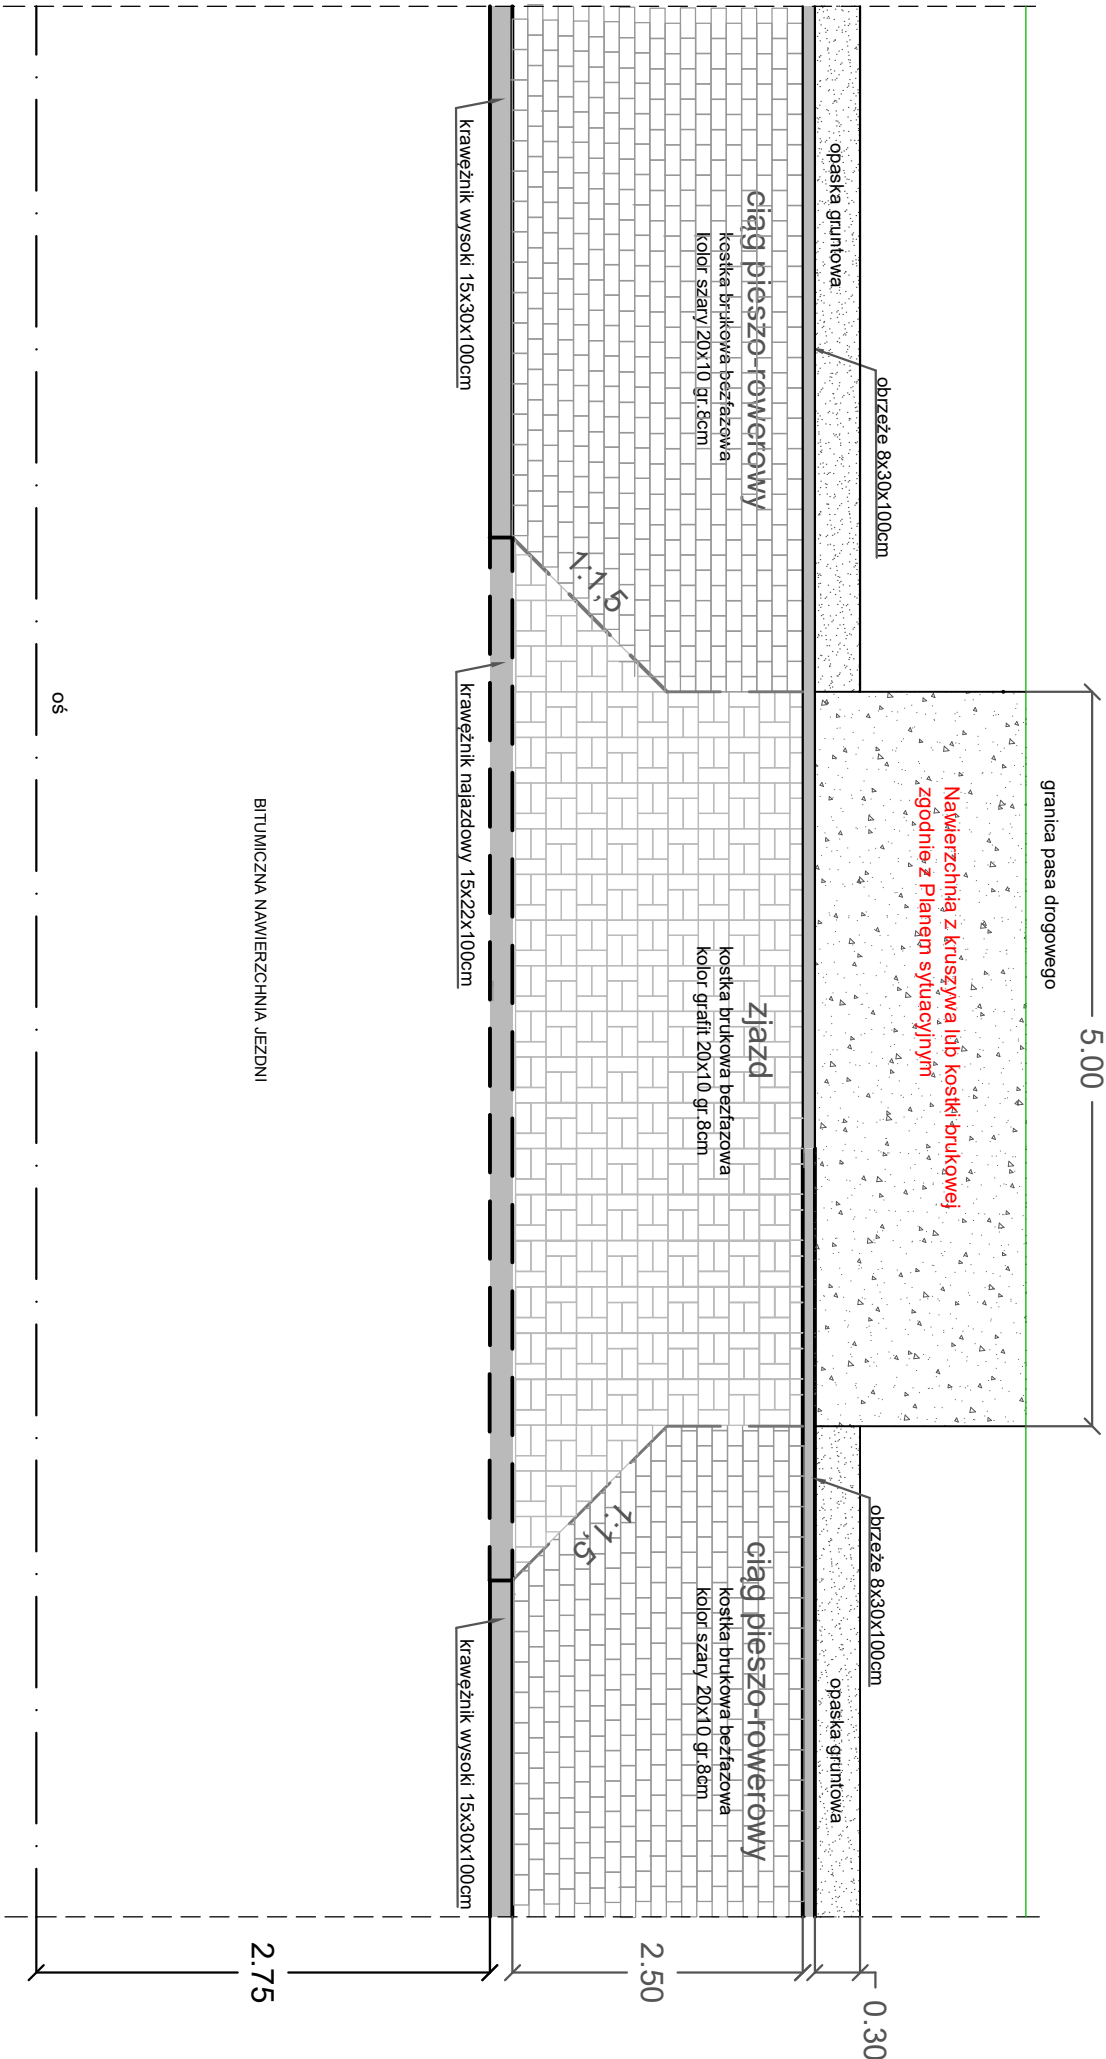 granica pasa drogowego
5.00
Nawierzchnia z kruszywa lub kostki brukowej
zgodnie z Planem sytuacyjnym
obrzeże 8x30x100cm
obrzeże 8x30x100cm
opaska gruntowa
opaska gruntowa
0.30
ciąg pieszo-rowerowy
kostka brukowa bezfazowa
kolor szary 20x10 gr.8cm
zjazd
kostka brukowa bezfazowa
kolor grafit 20x10 gr.8cm
ciąg pieszo-rowerowy
kostka brukowa bezfazowa
kolor szary 20x10 gr.8cm
2.50
1:1,5
1:1,5
krawężnik wysoki 15x30x100cm
krawężnik najazdowy 15x22x100cm
krawężnik wysoki 15x30x100cm
BITUMICZNA NAWIERZCHNIA JEZDNI
2.75
oś